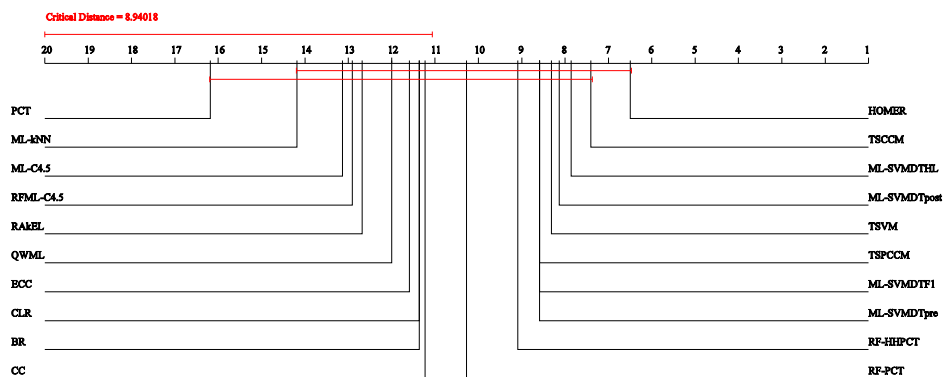 Critical Distance = 8.94018
20 19 18 17 16 15 14 13 12 11 10 9 8 7 6 5 4 3 2 1
PCT HOMER
ML-kNN TSCCM
ML-C4.5 ML-SVMDTHL
RFML-C4.5 ML-SVMDTpost
RAkEL TSVM
QWML TSPCCM
ECC ML-SVMDTF1
CLR ML-SVMDTpre
BR RF-HHPCT
CC RF-PCT